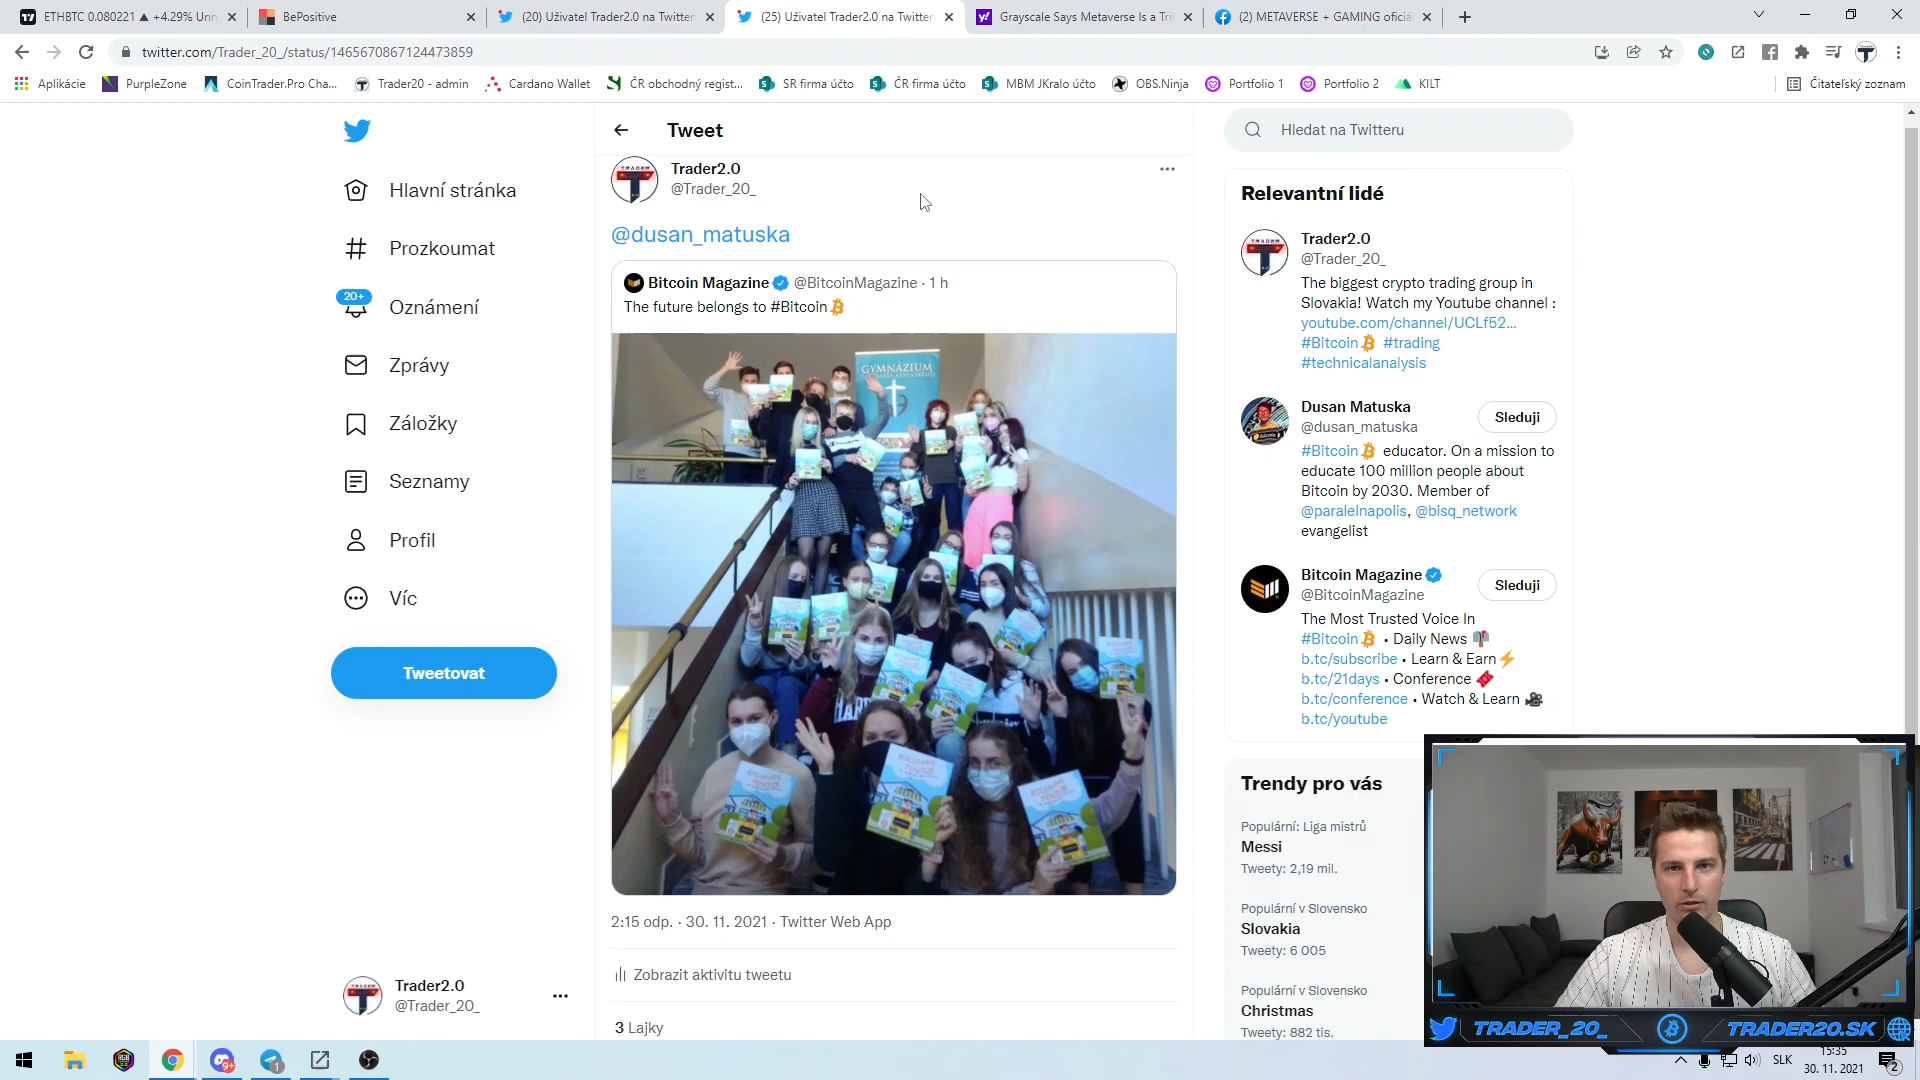 ETHBTC 0.080221 ▲ +4.29% Unn
BePositive
(20) Uživatel Trader2.0 na Twitter
(25) Uživatel Trader2.0 na Twitter
Grayscale Says Metaverse Is a Tri
(2) METAVERSE + GAMING oficiá
twitter.com/Trader_20_/status/1465670867124473859
Aplikácie
PurpleZone
CoinTrader.Pro Cha...
Trader20 - admin
Cardano Wallet
ČR obchodný regist...
SR firma účto
ČR firma účto
MBM JKralo účto
OBS.Ninja
Portfolio 1
Portfolio 2
KILT
Čitateľský zoznam
Hlavní stránka
Prozkoumat
20+
Oznámení
Zprávy
Záložky
Seznamy
Profil
Víc
Tweetovat
Trader2.0
@Trader_20_
Tweet
Trader2.0
@Trader_20_
@dusan_matuska
Bitcoin Magazine @BitcoinMagazine · 1 h
The future belongs to #Bitcoin
GYMNÁZIUM
2:15 odp. · 30. 11. 2021 · Twitter Web App
Zobrazit aktivitu tweetu
3 Lajky
Hledat na Twitteru
Relevantní lidé
Trader2.0
@Trader_20_
The biggest crypto trading group in
Slovakia! Watch my Youtube channel :
youtube.com/channel/UCLf52...
#Bitcoin #trading
#technicalanalysis
Dusan Matuska
@dusan_matuska
Sleduji
#Bitcoin educator. On a mission to
educate 100 million people about
Bitcoin by 2030. Member of
@paralelnapolis, @bisq_network
evangelist
Bitcoin Magazine
@BitcoinMagazine
Sleduji
The Most Trusted Voice In
#Bitcoin • Daily News
b.tc/subscribe • Learn & Earn
b.tc/21days • Conference
b.tc/conference • Watch & Learn
b.tc/youtube
Trendy pro vás
Populární: Liga mistrů
Messi
Tweety: 2,19 mil.
Populární v Slovensko
Slovakia
Tweety: 6 005
Populární v Slovensko
Christmas
Tweety: 882 tis.
TRADER_20_
TRADER20.SK
9+
1
SLK
15:35
30. 11. 2021
2